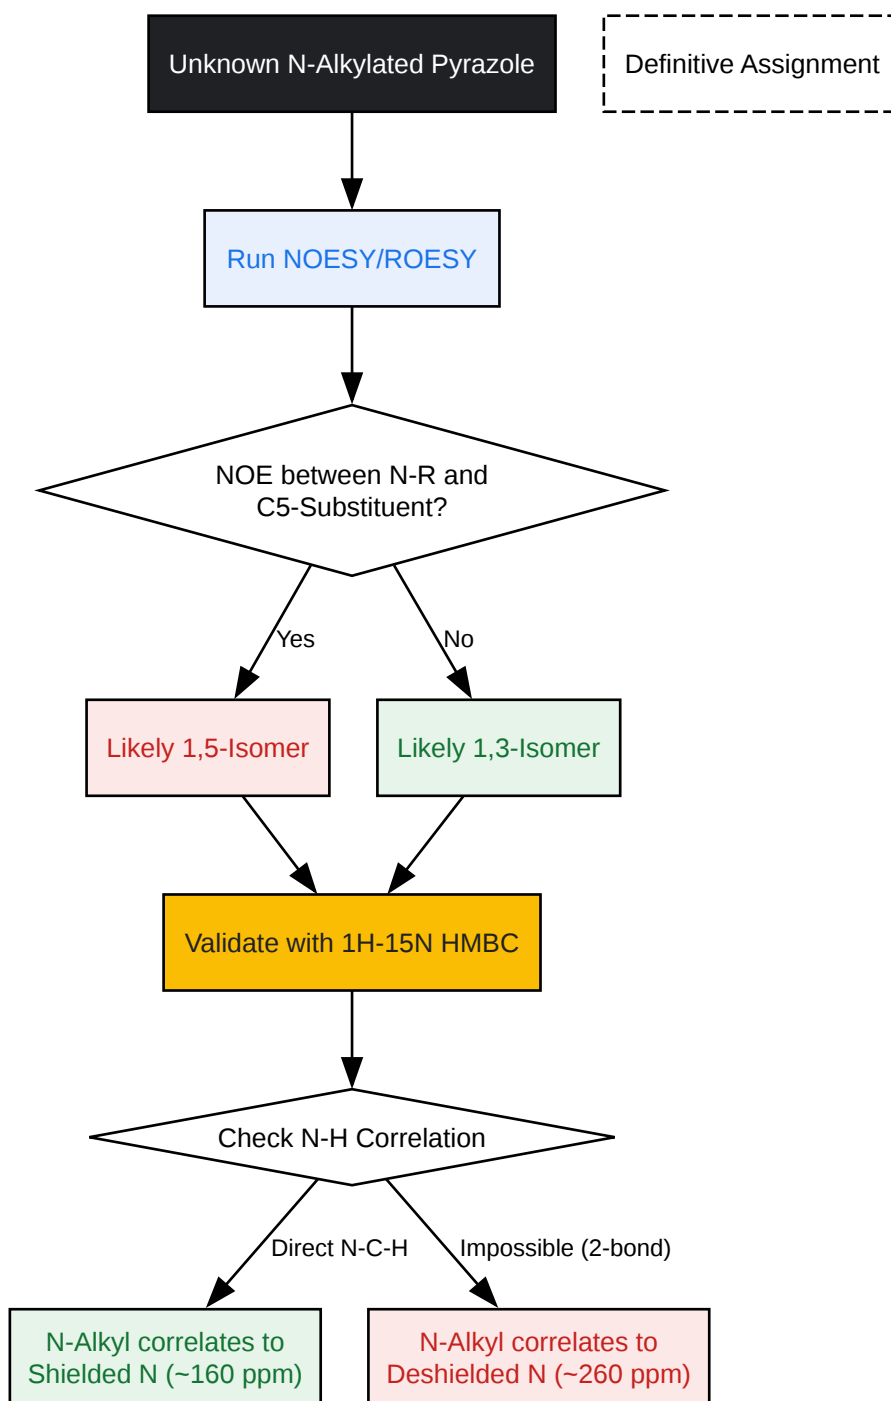 Unknown N-Alkylated Pyrazole
Definitive Assignment
Run NOESY/ROESY
NOE between N-R and
C5-Substituent?
Yes
No
Likely 1,5-Isomer
Likely 1,3-Isomer
Validate with 1H-15N HMBC
Check N-H Correlation
Direct N-C-H
Impossible (2-bond)
N-Alkyl correlates to
Shielded N (~160 ppm)
N-Alkyl correlates to
Deshielded N (~260 ppm)